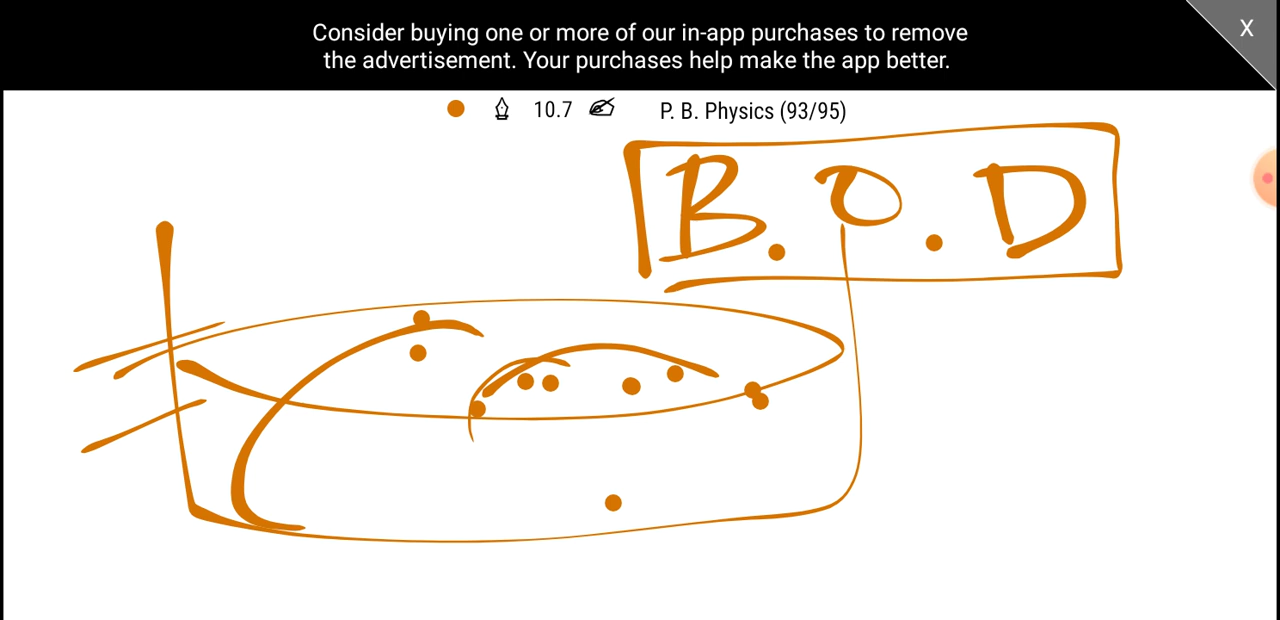 Consider buying one or more of our in-app purchases to remove
the advertisement. Your purchases help make the app better.
X
10.7 P. B. Physics (93/95)
B.O.D